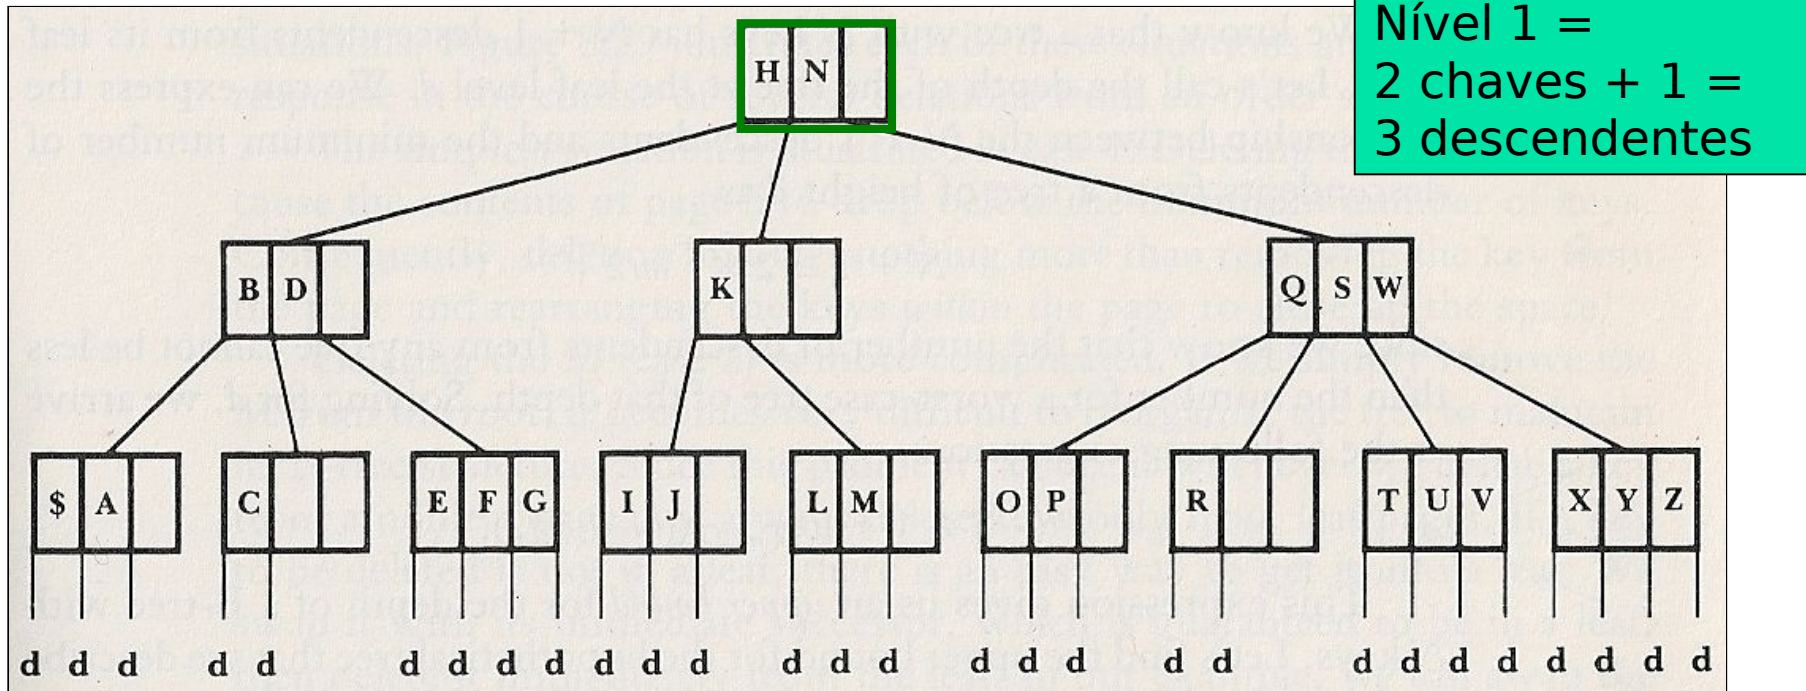 Nível 1 =
2 chaves + 1 =
3 descendentes
H N
B D
K
Q S W
$ A
C
E F G
I J
L M
O P
R
T U V
X Y Z
d d d d d d d d d d d d d d d d d d d d d d d d d d d d